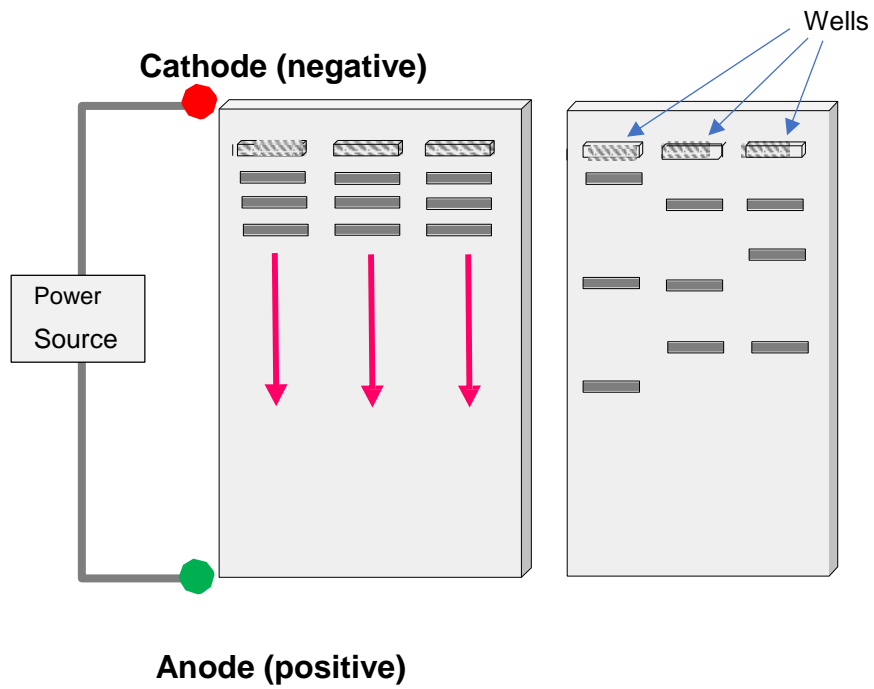 Wells
Cathode (negative)
Power
Source
Anode (positive)